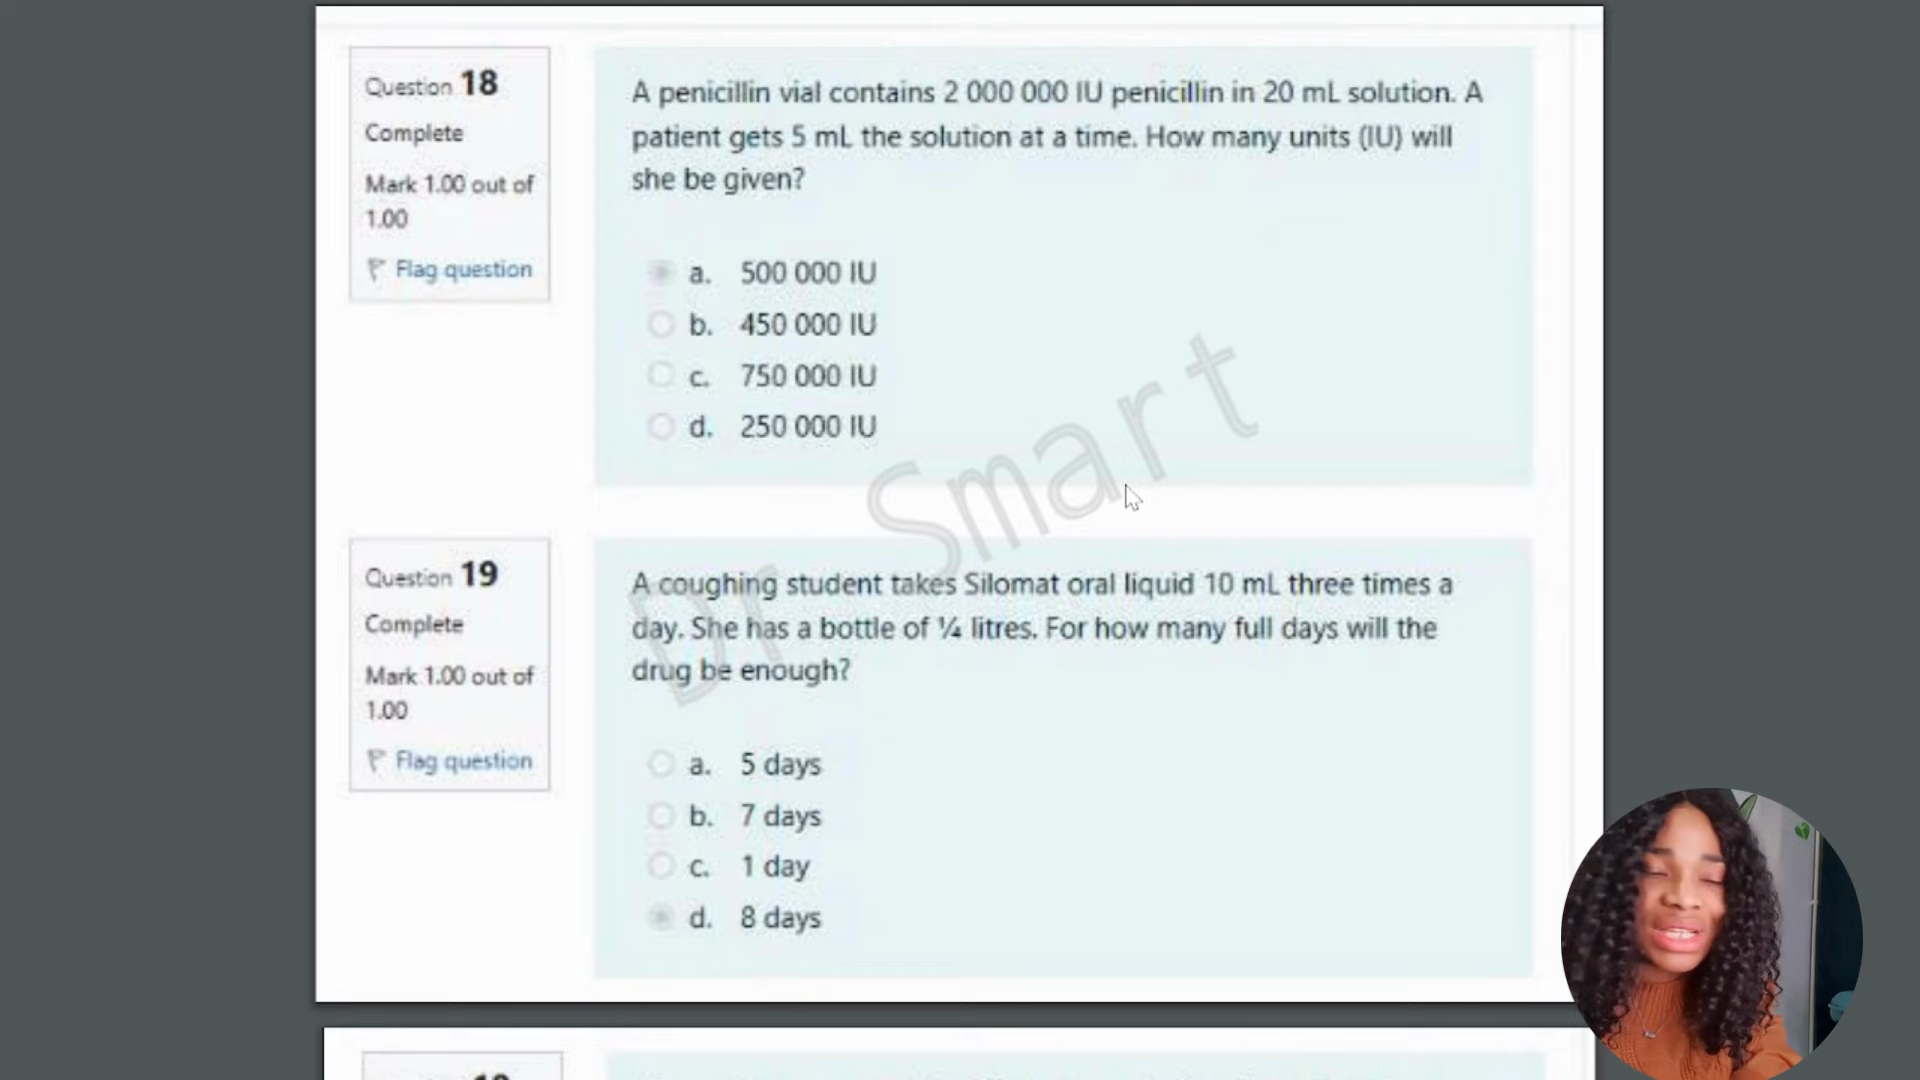 Question 18
Complete
Mark 1.00 out of
1.00
Flag question
A penicillin vial contains 2 000 000 IU penicillin in 20 mL solution. A
patient gets 5 mL the solution at a time. How many units (IU) will
she be given?
a. 500 000 IU
b. 450 000 IU
c. 750 000 IU
d. 250 000 IU
Dr Smart
Question 19
Complete
Mark 1.00 out of
1.00
Flag question
A coughing student takes Silomat oral liquid 10 mL three times a
day. She has a bottle of ¼ litres. For how many full days will the
drug be enough?
a. 5 days
b. 7 days
c. 1 day
d. 8 days